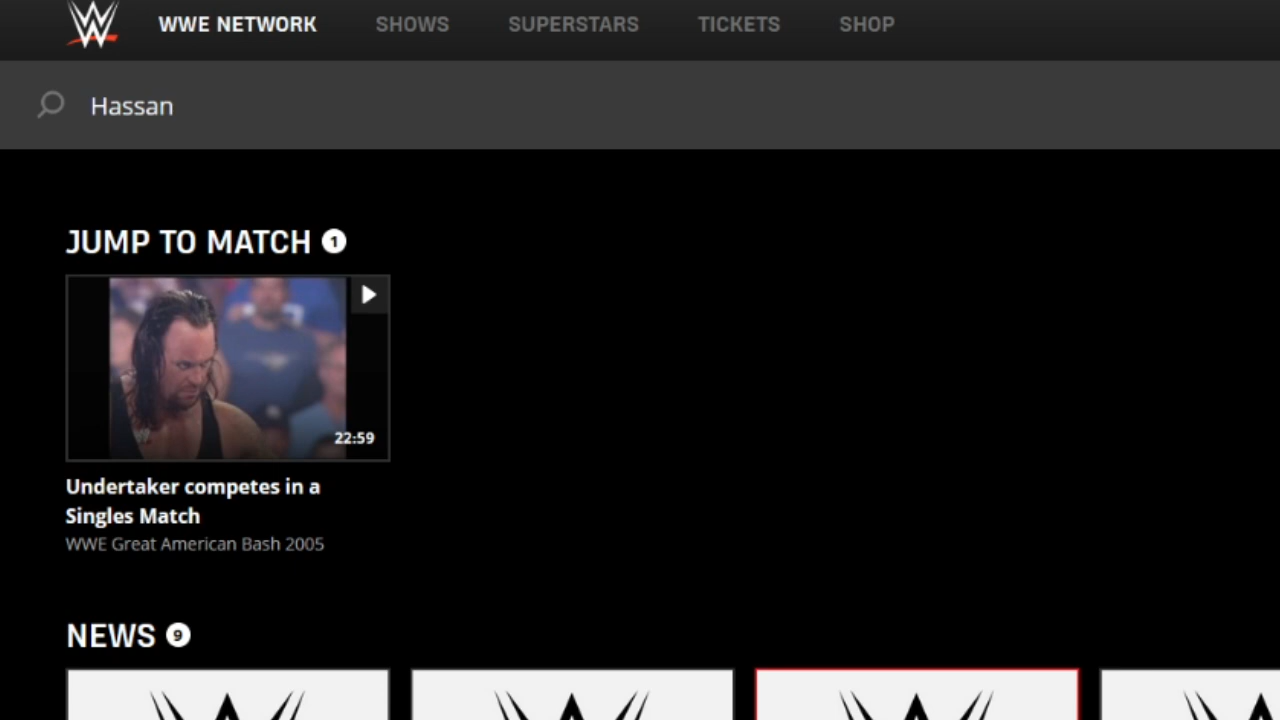 WWE NETWORK SHOWS SUPERSTARS TICKETS SHOP
Hassan
JUMP TO MATCH 1
22:59
Undertaker competes in a
Singles Match
WWE Great American Bash 2005
NEWS 9